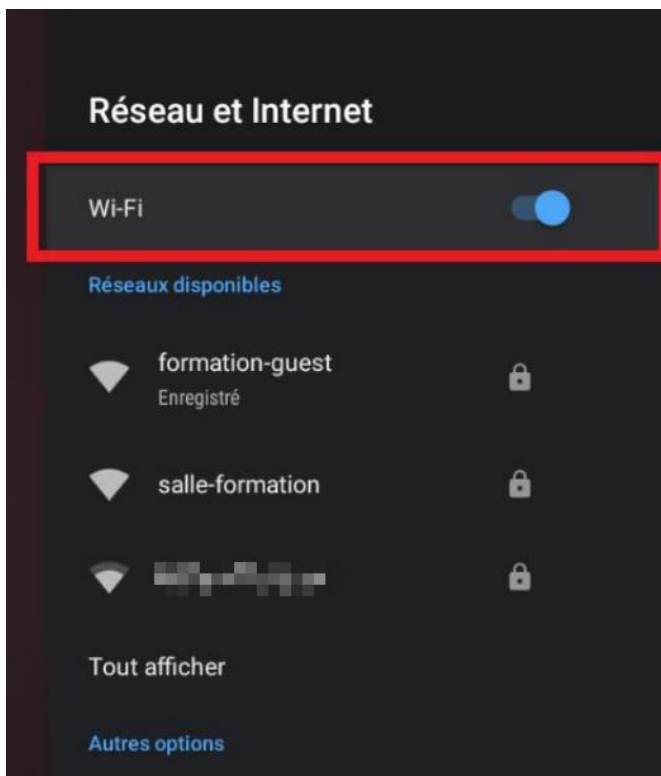 Réseau et Internet
Wi-Fi
Réseaux disponibles
formation-guest
Enregistré
salle-formation
Tout afficher
Autres options